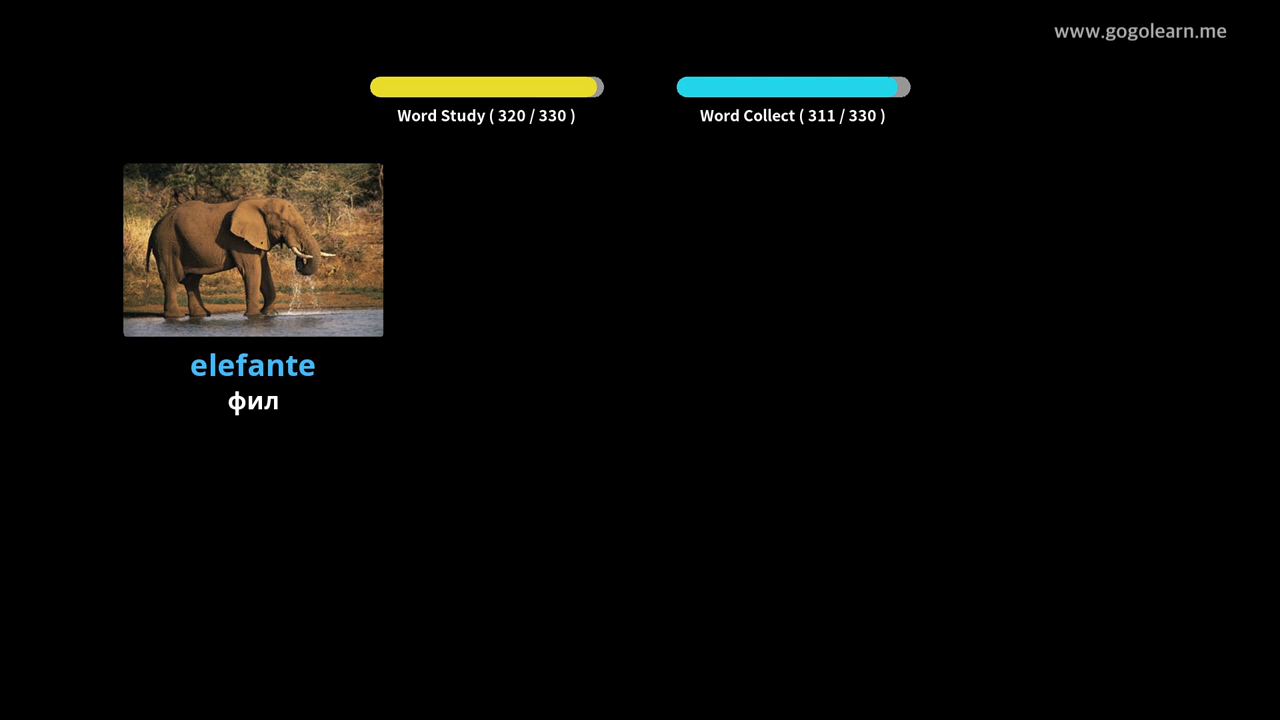 www.gogolearn.me
Word Study ( 320 / 330 )
Word Collect ( 311 / 330 )
elefante
фил